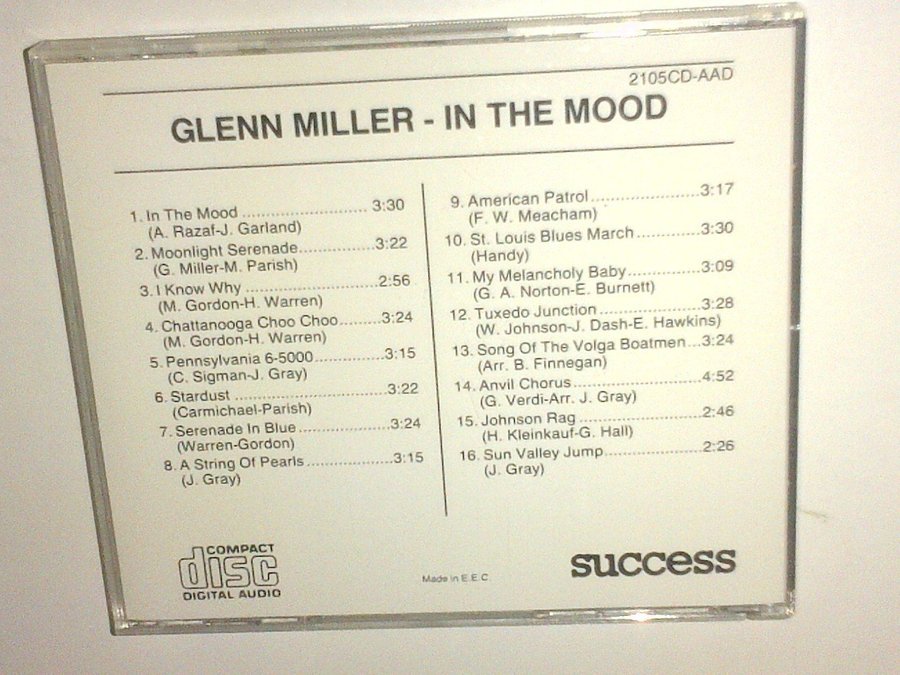 2105CD-AAD
GLENN MILLER - IN THE MOOD
1. In The Mood ........................ 3:30
(A. Razaf-J. Garland)
2. Moonlight Serenade...............3:22
(G. Miller-M. Parish)
3. I Know Why ..........................2:56
(M. Gordon-H. Warren)
4. Chattanooga Choo Choo.........3:24
(M. Gordon-H. Warren)
5. Pennsylvania 6-5000..............3:15
(C. Sigman-J. Gray)
6. Stardust ...............................3:22
(Carmichael-Parish)
7. Serenade In Blue...................3:24
(Warren-Gordon)
8. A String Of Pearls..................3:15
(J. Gray)
9. American Patrol......................3:17
(F. W. Meacham)
10. St. Louis Blues March.............3:30
(Handy)
11. My Melancholy Baby...............3:09
(G. A. Norton-E. Burnett)
12. Tuxedo Junction.....................3:28
(W. Johnson-J. Dash-E. Hawkins)
13. Song Of The Volga Boatmen...3:24
(Arr. B. Finnegan)
14. Anvil Chorus..........................4:52
(G. Verdi-Arr. J. Gray)
15. Johnson Rag.........................2:46
(H. Kleinkauf-G. Hall)
16. Sun Valley Jump....................2:26
(J. Gray)
COMPACT
disc
DIGITAL AUDIO
Made in E.E.C.
success